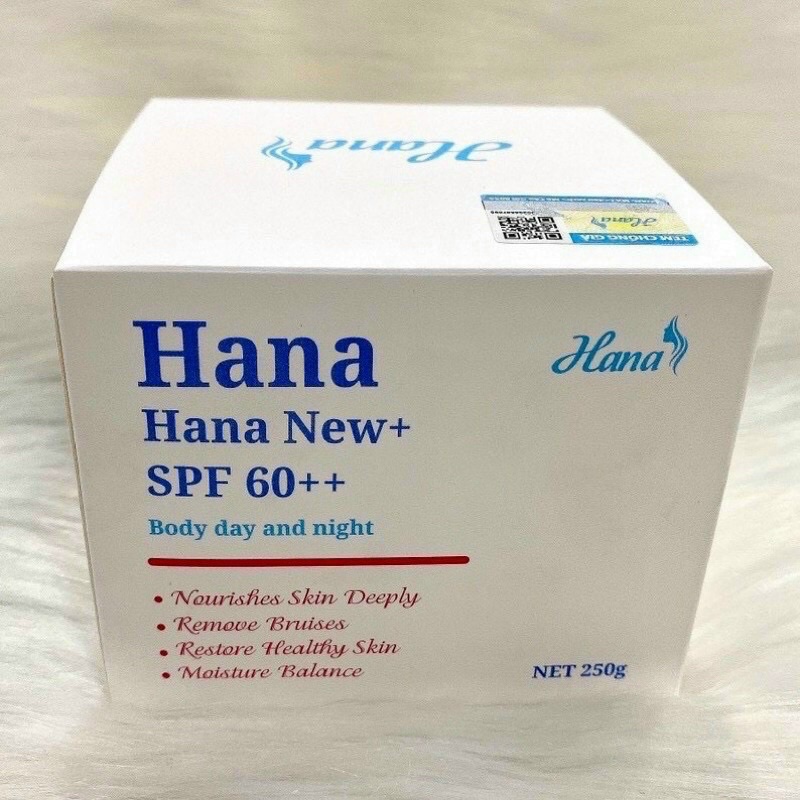 Hana
TEM CHỐNG GIẢ
Hana
Hana
Hana
Hana New+
SPF 60++
Body day and night
• Nourishes Skin Deeply
• Remove Bruises
• Restore Healthy Skin
• Moisture Balance
NET 250g